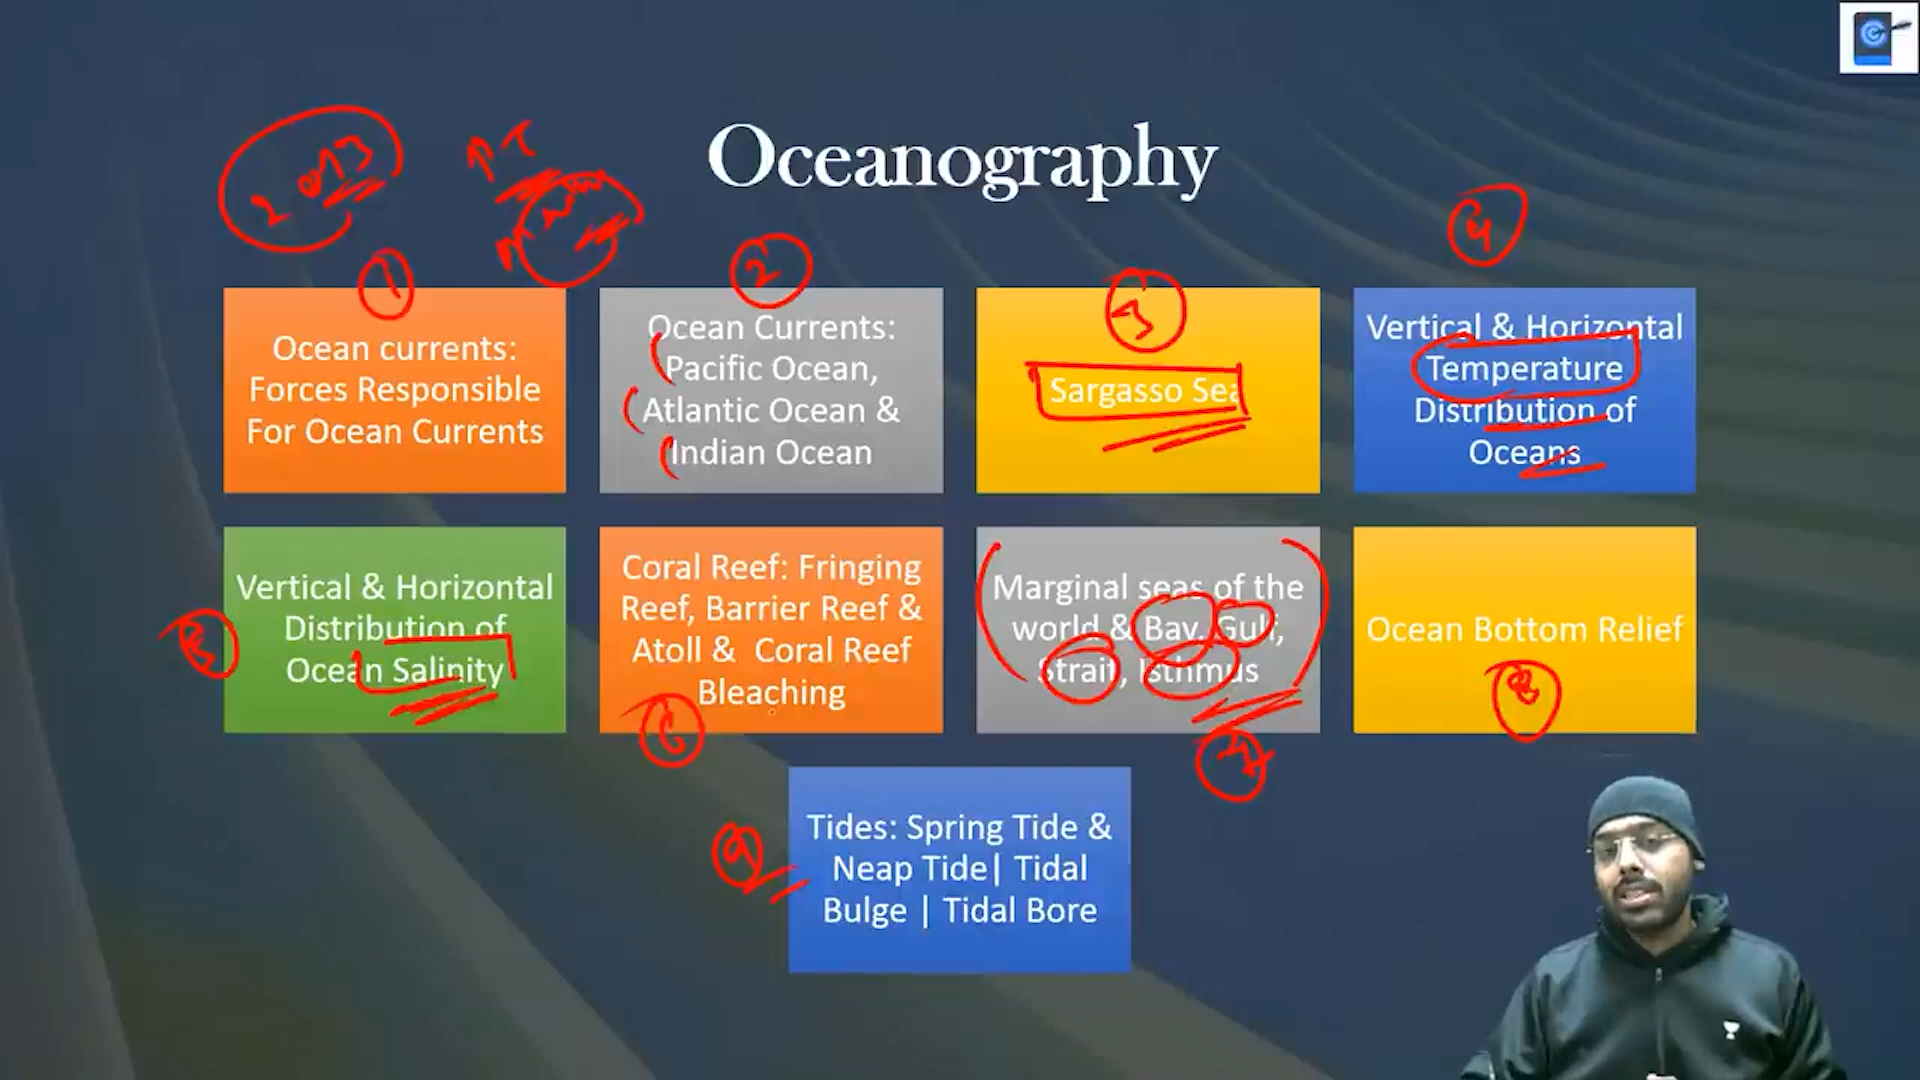 Oceanography
2 or 3
↑ T
1
2
3
4
Ocean currents:
Forces Responsible
For Ocean Currents
Ocean Currents:
Pacific Ocean,
Atlantic Ocean &
Indian Ocean
Sargasso Sea
Vertical & Horizontal
Temperature
Distribution of
Oceans
5
Vertical & Horizontal
Distribution of
Ocean Salinity
Coral Reef: Fringing
Reef, Barrier Reef &
Atoll & Coral Reef
Bleaching
6
Marginal seas of the
world & Bay, Gulf,
Strait, Isthmus
7
Ocean Bottom Relief
8
9
Tides: Spring Tide &
Neap Tide| Tidal
Bulge | Tidal Bore